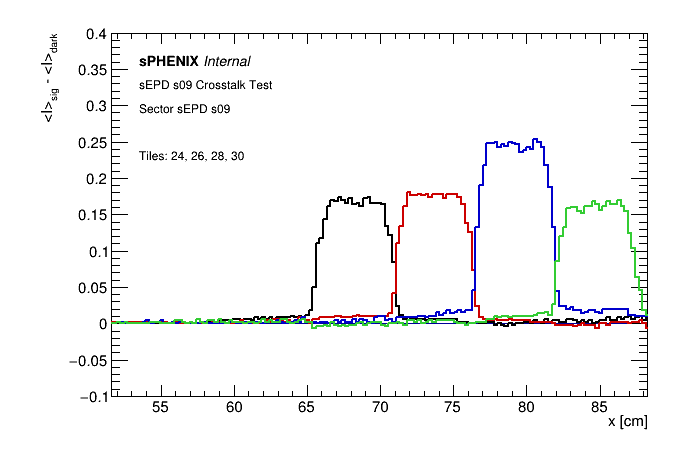 <I>sig - <I>dark
0.4
0.35
0.3
0.25
0.2
0.15
0.1
0.05
0
−0.05
−0.1
sPHENIX Internal
sEPD s09 Crosstalk Test
Sector sEPD s09
Tiles: 24, 26, 28, 30
55 60 65 70 75 80 85
x [cm]